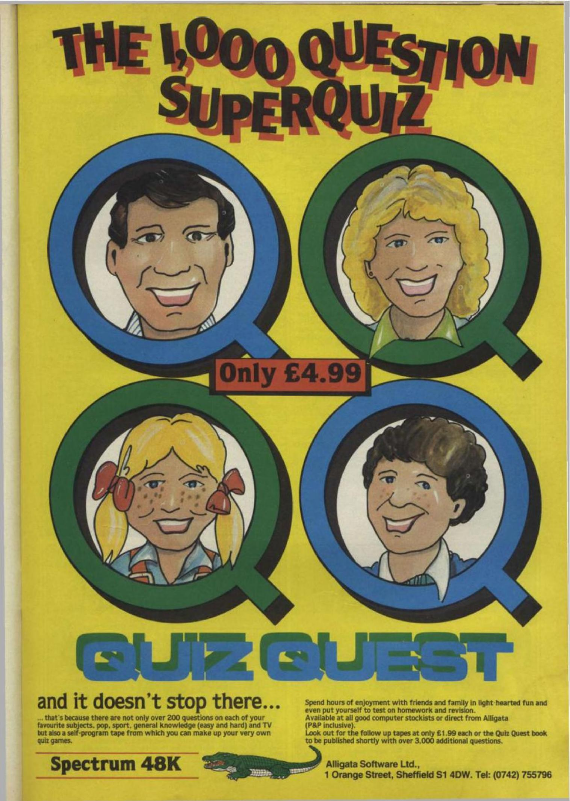 THE 1,000 QUESTION
SUPERQUIZ
Only £4.99
QUIZ QUEST
and it doesn't stop there...
... that's because there are not only over 200 questions on each of your
favourite subjects, pop, sport, general knowledge (easy and hard) and TV
but also a self-program tape from which you can make up your very own
quiz games.
Spend hours of enjoyment with friends and family in light-hearted fun and
even put yourself to test on homework and revision.
Available at all good computer stockists or direct from Alligata
(P&P inclusive).
Look out for the follow up tapes at only £1.99 each or the Quiz Quest book
to be published shortly with over 3,000 additional questions.
Spectrum 48K
Alligata Software Ltd.,
1 Orange Street, Sheffield S1 4DW. Tel: (0742) 755796